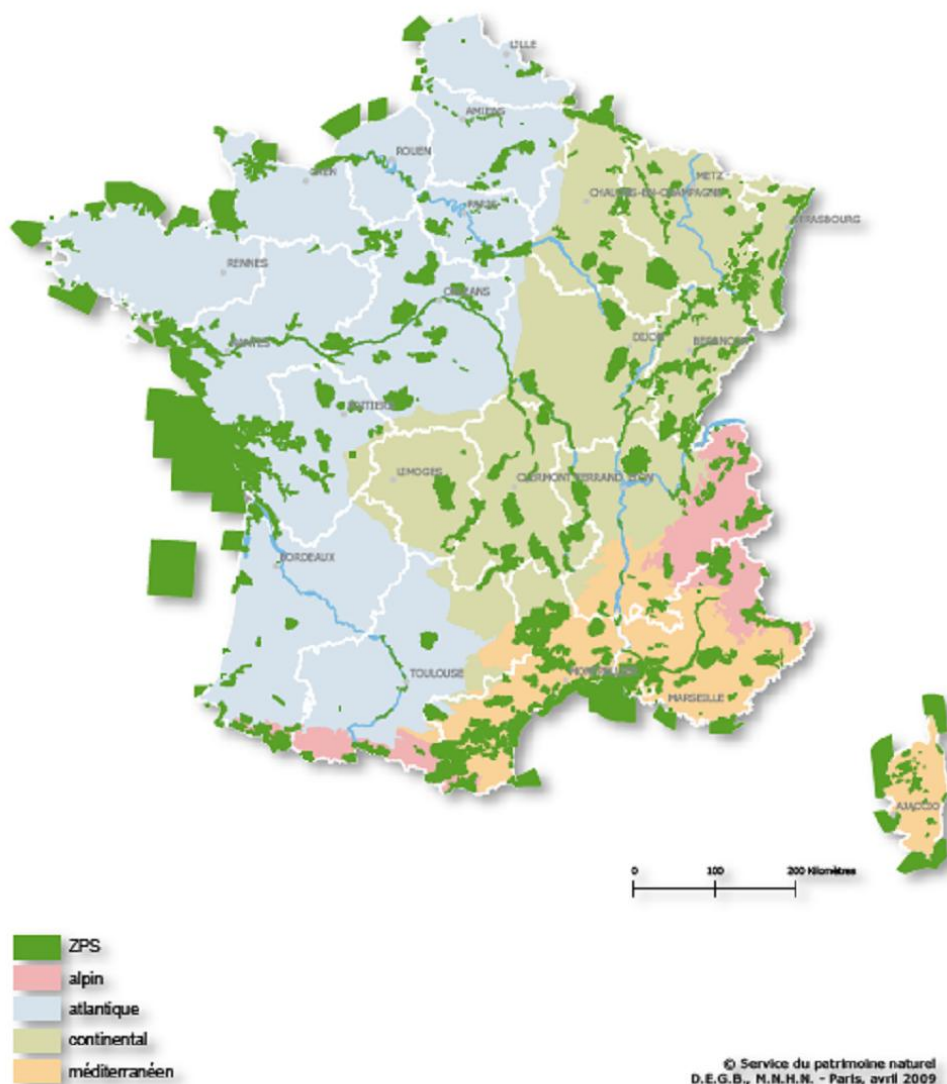 LILLE
AMIENS
ROUEN
CAEN
METZ
CHALONS-EN-CHAMPAGNE
PARIS
STRASBOURG
RENNES
ORLEANS
DIJON
BESANCON
NANTES
POITIERS
LIMOGES
CLERMONT FERRAND
LYON
BORDEAUX
TOULOUSE
MONTPELLIER
MARSEILLE
AJACCIO
0 100 200 Kilomètres
ZPS
alpin
atlantique
continental
méditerranéen
© Service du patrimoine naturel
D.E.G.B., M.N.H.N. - Paris, avril 2009